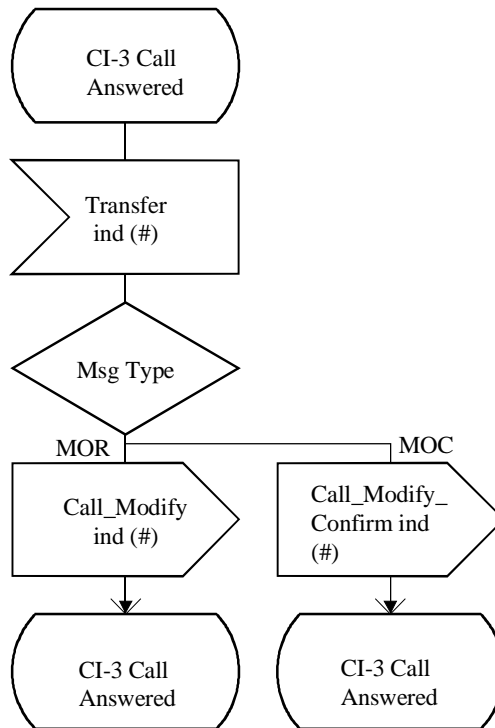 CI-3 Call
Answered
Transfer
ind (#)
Msg Type
MOR
MOC
Call_Modify
ind (#)
Call_Modify_
Confirm ind
(#)
CI-3 Call
Answered
CI-3 Call
Answered